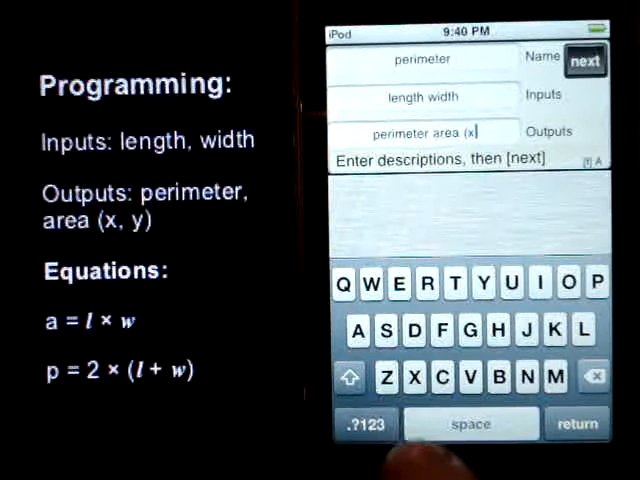 Programming:
Inputs: length, width
Outputs: perimeter,
area (x, y)
Equations:
a = l × w
p = 2 × (l + w)
iPod 9:40 PM
perimeter Name next
length width Inputs
perimeter area (x Outputs
Enter descriptions, then [next] [↑] A
Q W E R T Y U I O P
A S D F G H J K L
Z X C V B N M
.?123 space return